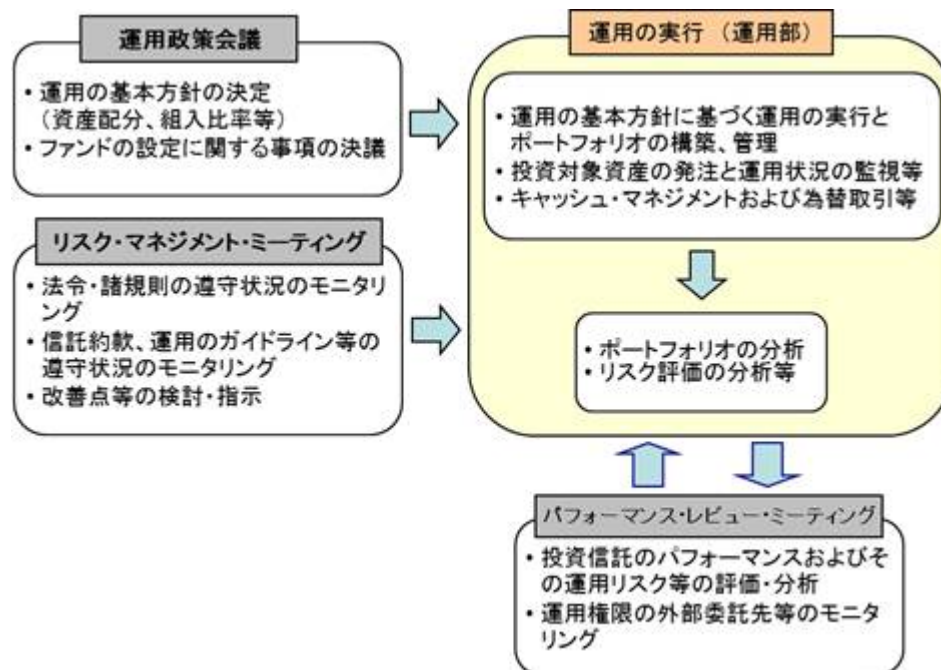 運用政策会議
・運用の基本方針の決定
（資産配分、組入比率等）
・ファンドの設定に関する事項の決議
リスク・マネジメント・ミーティング
・法令・諸規則の遵守状況のモニタリ
ング
・信託約款、運用のガイドライン等の
遵守状況のモニタリング
・改善点等の検討・指示
運用の実行 （運用部）
・運用の基本方針に基づく運用の実行と
ポートフォリオの構築、管理
・投資対象資産の発注と運用状況の監視等
・キャッシュ・マネジメントおよび為替取引等
・ポートフォリオの分析
・リスク評価の分析等
パフォーマンス・レビュー・ミーティング
・投資信託のパフォーマンスおよびそ
の運用リスク等の評価・分析
・運用権限の外部委託先等のモニタ
リング